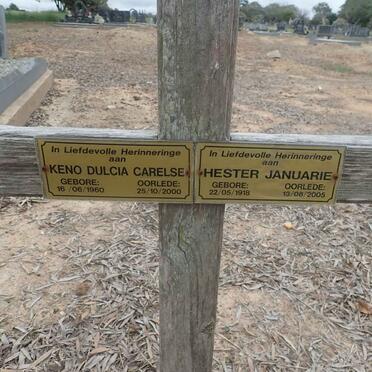 In Liefdevolle Herinneringe
aan
KENO DULCIA CARELSE
GEBORE: OORLEDE:
16/06/1960 25/10/2000
In Liefdevolle Herinneringe
aan
HESTER JANUARIE
GEBORE: OORLEDE:
22/05/1918 13/08/2005